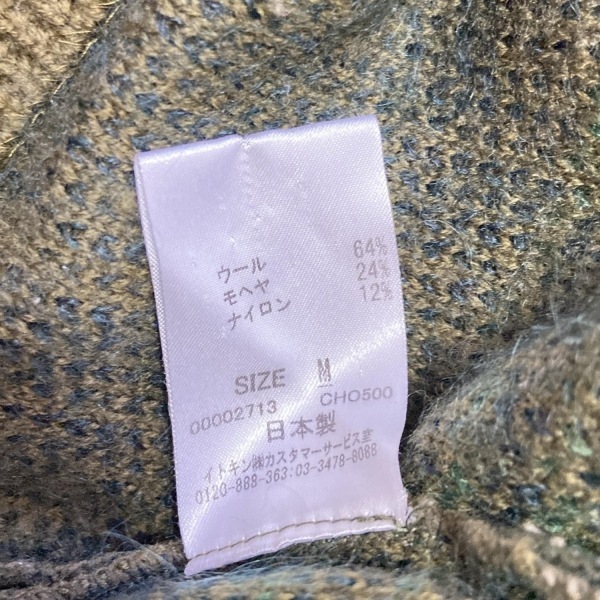 ウール 64%
モヘヤ 24%
ナイロン 12%
SIZE M
00002713 CHO500
日本製
イトキン㈱カスタマーサービス室
0120-888-363:03-3478-8088